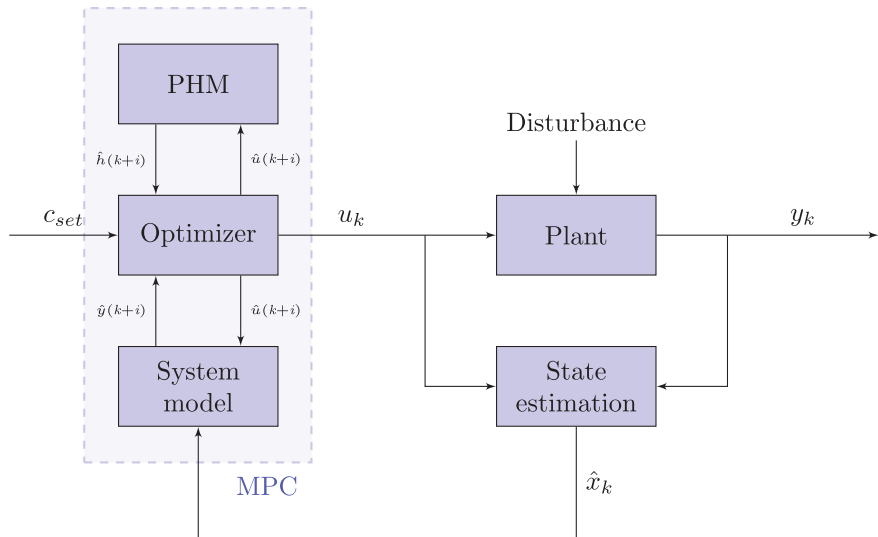 PHM
Disturbance
ĥ(k+i)
û(k+i)
c_set
Optimizer
u_k
Plant
y_k
ŷ(k+i)
û(k+i)
System
model
State
estimation
MPC
x̂_k